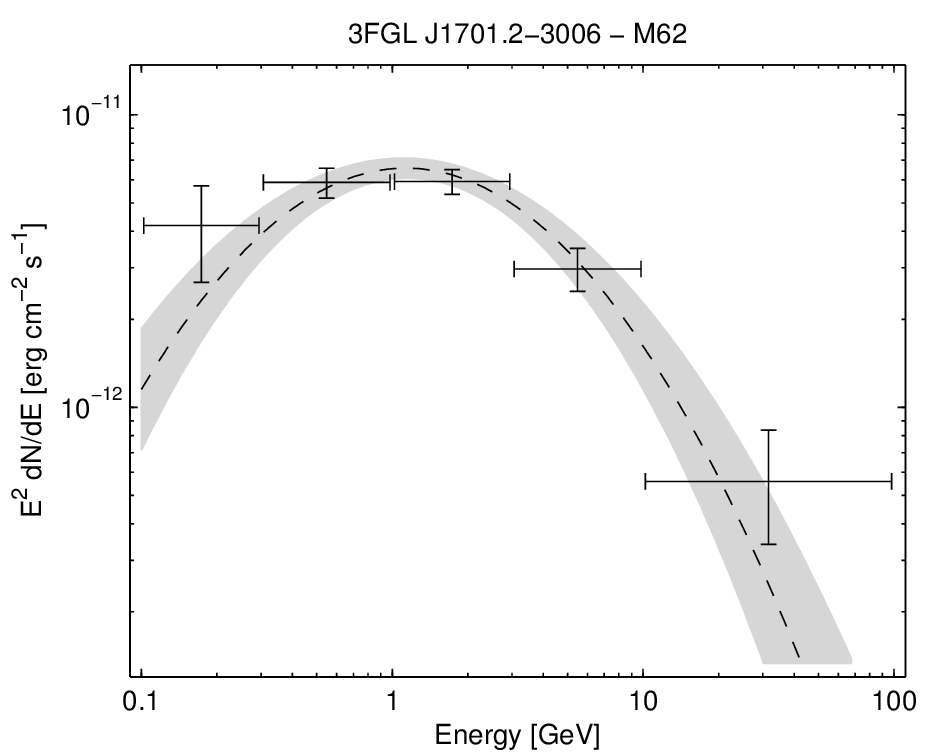 3FGL J1701.2−3006 − M62
10⁻¹¹
10⁻¹²
E² dN/dE [erg cm⁻² s⁻¹]
0.1 1 10 100
Energy [GeV]